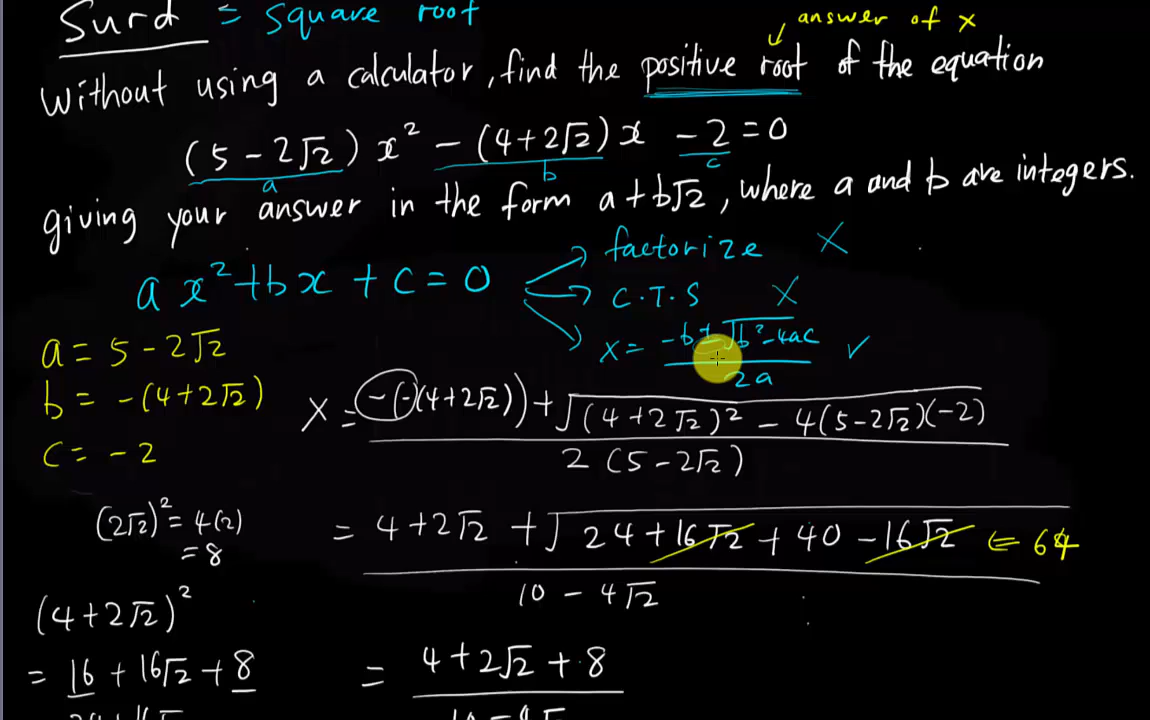 Surd = square root
answer of x
Without using a calculator, find the positive root of the equation
(5 - 2√2) x² - (4 + 2√2) x - 2 = 0
a b c
giving your answer in the form a + b√2, where a and b are integers.
factorize X
a x² + bx + c = 0
C.T.S X
x = (-b ± √(b² - 4ac)) / 2a ✓
a = 5 - 2√2
b = -(4 + 2√2)
c = -2
x = (- (-(4 + 2√2)) + √((4 + 2√2)² - 4(5 - 2√2)(-2))) / 2(5 - 2√2)
(2√2)² = 4(2)
= 8
= (4 + 2√2 + √(24 + 16√2 + 40 - 16√2)) / (10 - 4√2) ⇐ 64
(4 + 2√2)²
= 16 + 16√2 + 8
= 4 + 2√2 + 8